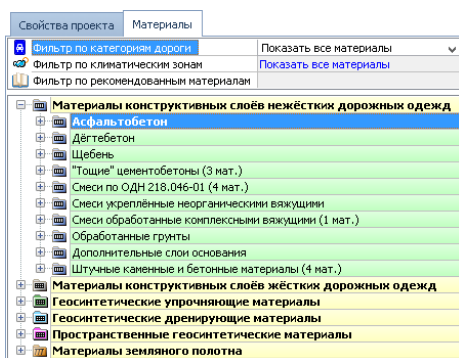 Свойства проекта Материалы
Фильтр по категориям дороги Показать все материалы
Фильтр по климатическим зонам Показать все материалы
Фильтр по рекомендованным материалам
Материалы конструктивных слоёв нежёстких дорожных одежд
Асфальтобетон
Дёгтебетон
Щебень
"Тощие" цементобетоны (3 мат.)
Смеси по ОДН 218.046-01 (4 мат.)
Смеси укреплённые неорганическими вяжущими
Смеси обработанные комплексными вяжущими (1 мат.)
Обработанные грунты
Дополнительные слои основания
Штучные каменные и бетонные материалы (4 мат.)
Материалы конструктивных слоёв жёстких дорожных одежд
Геосинтетические упрочняющие материалы
Геосинтетические дренирующие материалы
Пространственные геосинтетические материалы
Материалы земляного полотна